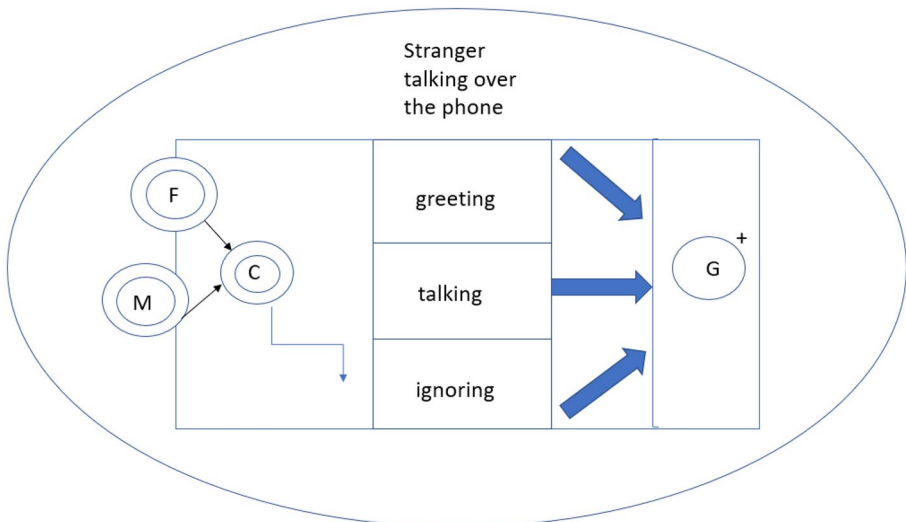 Stranger
talking over
the phone
F
greeting
+
C
G
M
talking
ignoring